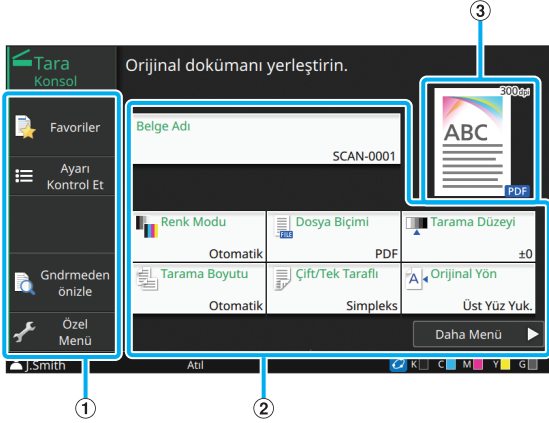 ③
Tara
Konsol
Orijinal dokümanı yerleştirin.
300dpi
ABC
PDF
Favoriler
Ayarı
Kontrol Et
Gndrmeden
önizle
Özel
Menü
Belge Adı
SCAN-0001
Renk Modu
Otomatik
FILE
Dosya Biçimi
PDF
Tarama Düzeyi
±0
Tarama Boyutu
Otomatik
Çift/Tek Taraflı
Simpleks
A
Orijinal Yön
Üst Yüz Yuk.
Daha Menü
J.Smith
Atıl
K C M Y G
① ②